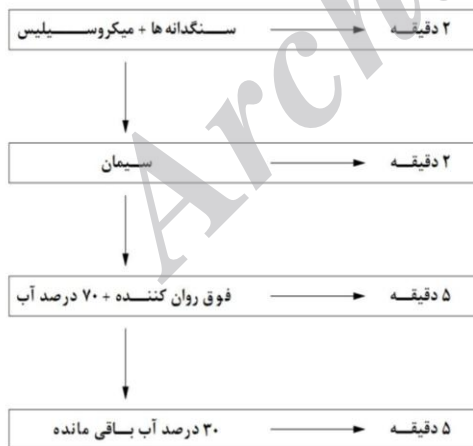 سنگدانه ها + میکروسیلیس ۲ دقیقه
سیمان ۲ دقیقه
فوق روان کننده + ۷۰ درصد آب ۵ دقیقه
۳۰ درصد آب باقی مانده ۵ دقیقه
Arch